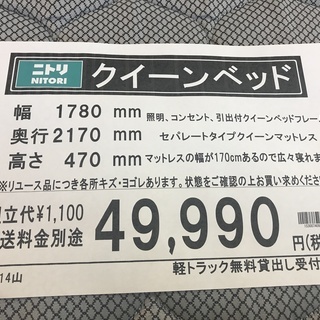 ニトリ
NITORI
クイーンベッド
幅 1780 mm 照明、コンセント、引出付クイーンベッドフレー
奥行 2170 mm セパレートタイプクイーンマットレス
高さ 470 mm マットレスの幅が170cmあるので広々寝れま
※リユース品につき各所キズ・ヨゴレあります。状態をご確認の上お買い求めくださ
立代¥1,100
送料金別途
49,990 円(税
軽トラック無料貸出し受付
14山